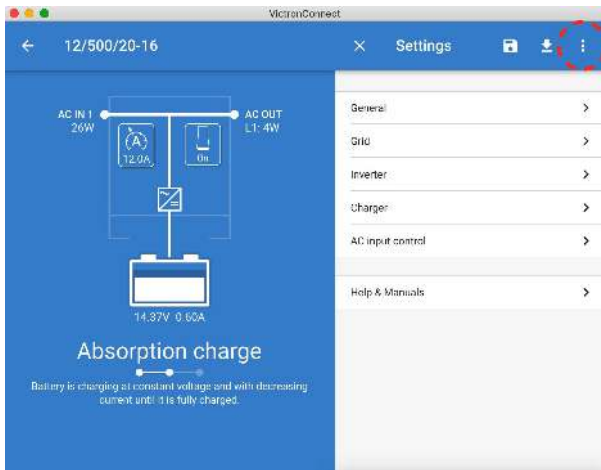 VictronConnect
12/500/20-16
Settings
AC IN 1
26W
AC OUT
L1: 4W
12.0A
On
14.37V 0.60A
Absorption charge
Battery is charging at constant voltage and with decreasing
current until it is fully charged.
General
Grid
Inverter
Charger
AC input control
Help & Manuals